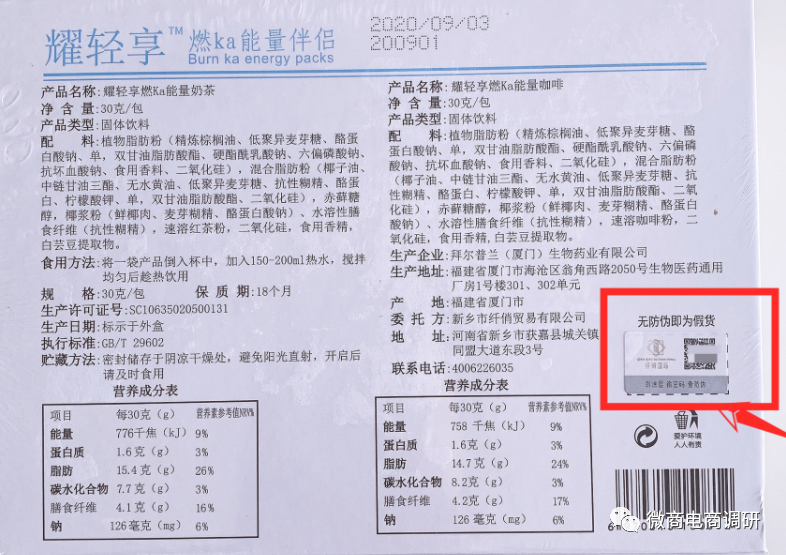 耀轻享™ 燃ka能量伴侣
Burn ka energy packs
2020/09/03
200901
产品名称:耀轻享燃Ka能量奶茶
净 含 量:30克/包
产品类型:固体饮料
配 料:植物脂肪粉（精炼棕榈油、低聚异麦芽糖、酪蛋
白酸钠、单，双甘油脂肪酸酯、硬酯酰乳酸钠、六偏磷酸钠、
抗坏血酸钠、食用香料、二氧化硅），混合脂肪粉（椰子油、
中链甘油三酯、无水黄油、低聚异麦芽糖、抗性糊精、酪蛋
白、柠檬酸钾、单，双甘油脂肪酸酯、二氧化硅），赤藓糖
醇，椰浆粉（鲜椰肉、麦芽糊精、酪蛋白酸钠）、水溶性膳
食纤维（抗性糊精），速溶红茶粉，二氧化硅，食用香精，
白芸豆提取物。
食用方法:将一袋产品倒入杯中，加入150-200ml热水，搅拌
均匀后趁热饮用
规 格:30克/包 保 质 期:18个月
生产许可证号:SC10635020500131
生产日期:标示于外盒
执行标准:GB/T 29602
贮藏方法:密封储存于阴凉干燥处，避免阳光直射，开启后
请及时食用
营养成分表
项目 每30克（g） 营养素参考值NRV%
能量 776千焦（kJ） 9%
蛋白质 1.6克（g） 3%
脂肪 15.4克（g） 26%
碳水化合物 7.7克（g） 3%
膳食纤维 4.1克（g） 16%
钠 126毫克（mg） 6%
产品名称:耀轻享燃Ka能量咖啡
净 含 量:30克/包
产品类型:固体饮料
配 料:植物脂肪粉（精炼棕榈油、低聚异麦芽糖、酪
蛋白酸钠、单，双甘油脂肪酸酯、硬酯酰乳酸钠、六偏磷
酸钠、抗坏血酸钠、食用香料、二氧化硅），混合脂肪粉
（椰子油、中链甘油三酯、无水黄油、低聚异麦芽糖、抗
性糊精、酪蛋白、柠檬酸钾、单，双甘油脂肪酸酯、二氧
化硅），赤藓糖醇，椰浆粉（鲜椰肉、麦芽糊精、酪蛋白
酸钠）、水溶性膳食纤维（抗性糊精），速溶咖啡粉，二
氧化硅，食用香精，白芸豆提取物。
生产企业:拜尔普兰（厦门）生物药业有限公司
生产地址:福建省厦门市海沧区翁角西路2050号生物医药通用
厂房1号楼301、302单元
产 地:福建省厦门市
委 托 方:新乡市纤俏贸易有限公司
地 址:河南省新乡市获嘉县城关镇
同盟大道东段3号
联系电话:4006226035
营养成分表
项目 每30克（g） 营养素参考值NRV%
能量 758 千焦（kJ） 9%
蛋白质 1.6克（g） 3%
脂肪 14.7克（g） 24%
碳水化合物 8.2克（g） 3%
膳食纤维 4.2克（g） 17%
钠 126毫克（mg） 6%
无防伪即为假货
爱护环境
人人有责
微商电商调研